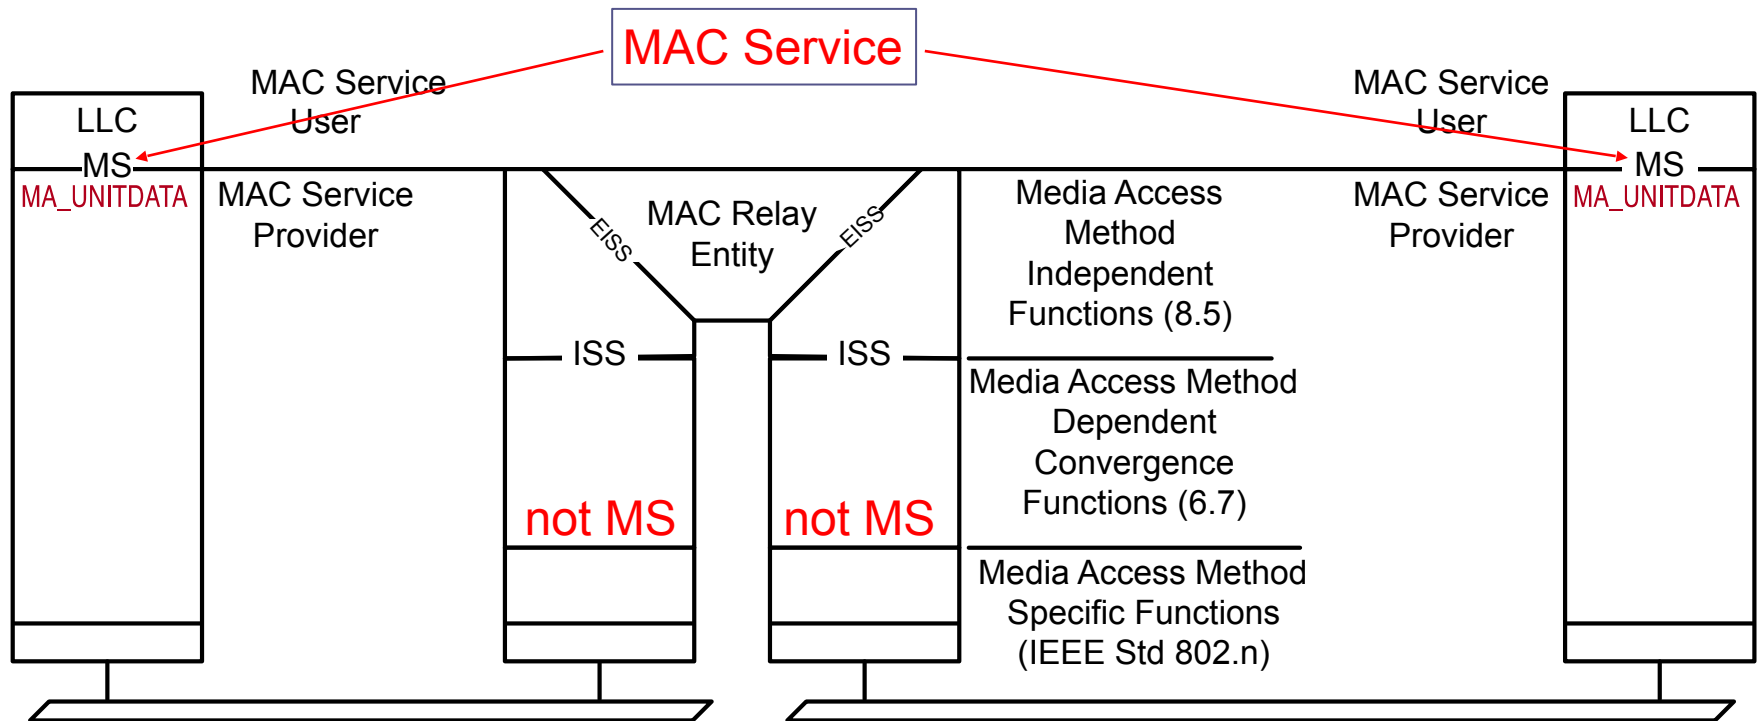 MAC Service
MAC Service
User
MAC Service
User
LLC
MS
MA_UNITDATA
MAC Service
Provider
EISS
MAC Relay
Entity
EISS
Media Access
Method
Independent
Functions (8.5)
MAC Service
Provider
LLC
MS
MA_UNITDATA
ISS
ISS
Media Access Method
Dependent
Convergence
Functions (6.7)
not MS
not MS
Media Access Method
Specific Functions
(IEEE Std 802.n)